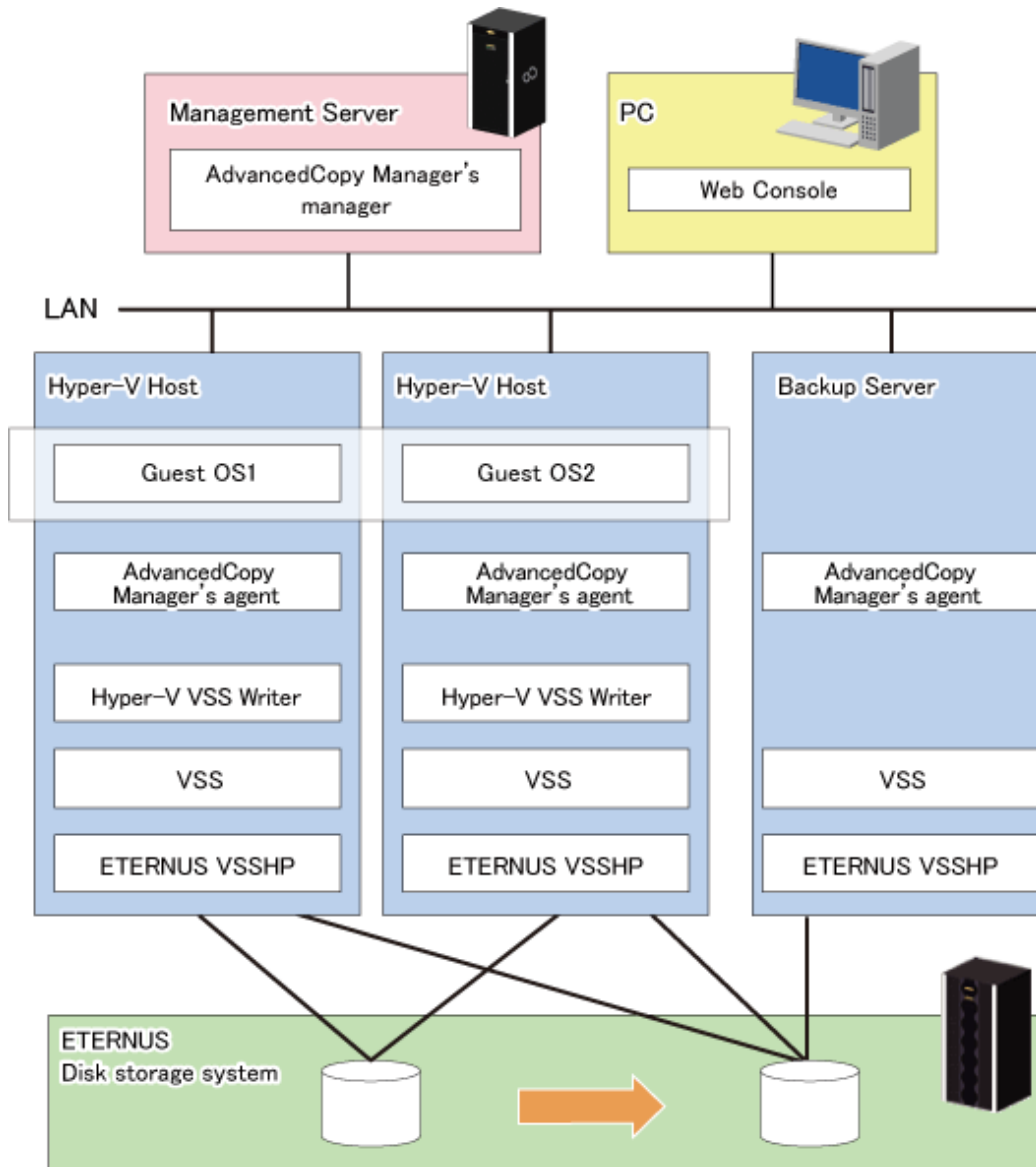 Management Server
AdvancedCopy Manager's
manager
PC
Web Console
LAN
Hyper-V Host
Guest OS1
AdvancedCopy
Manager's agent
Hyper-V VSS Writer
VSS
ETERNUS VSSHP
Hyper-V Host
Guest OS2
AdvancedCopy
Manager's agent
Hyper-V VSS Writer
VSS
ETERNUS VSSHP
Backup Server
AdvancedCopy
Manager's agent
VSS
ETERNUS VSSHP
ETERNUS
Disk storage system